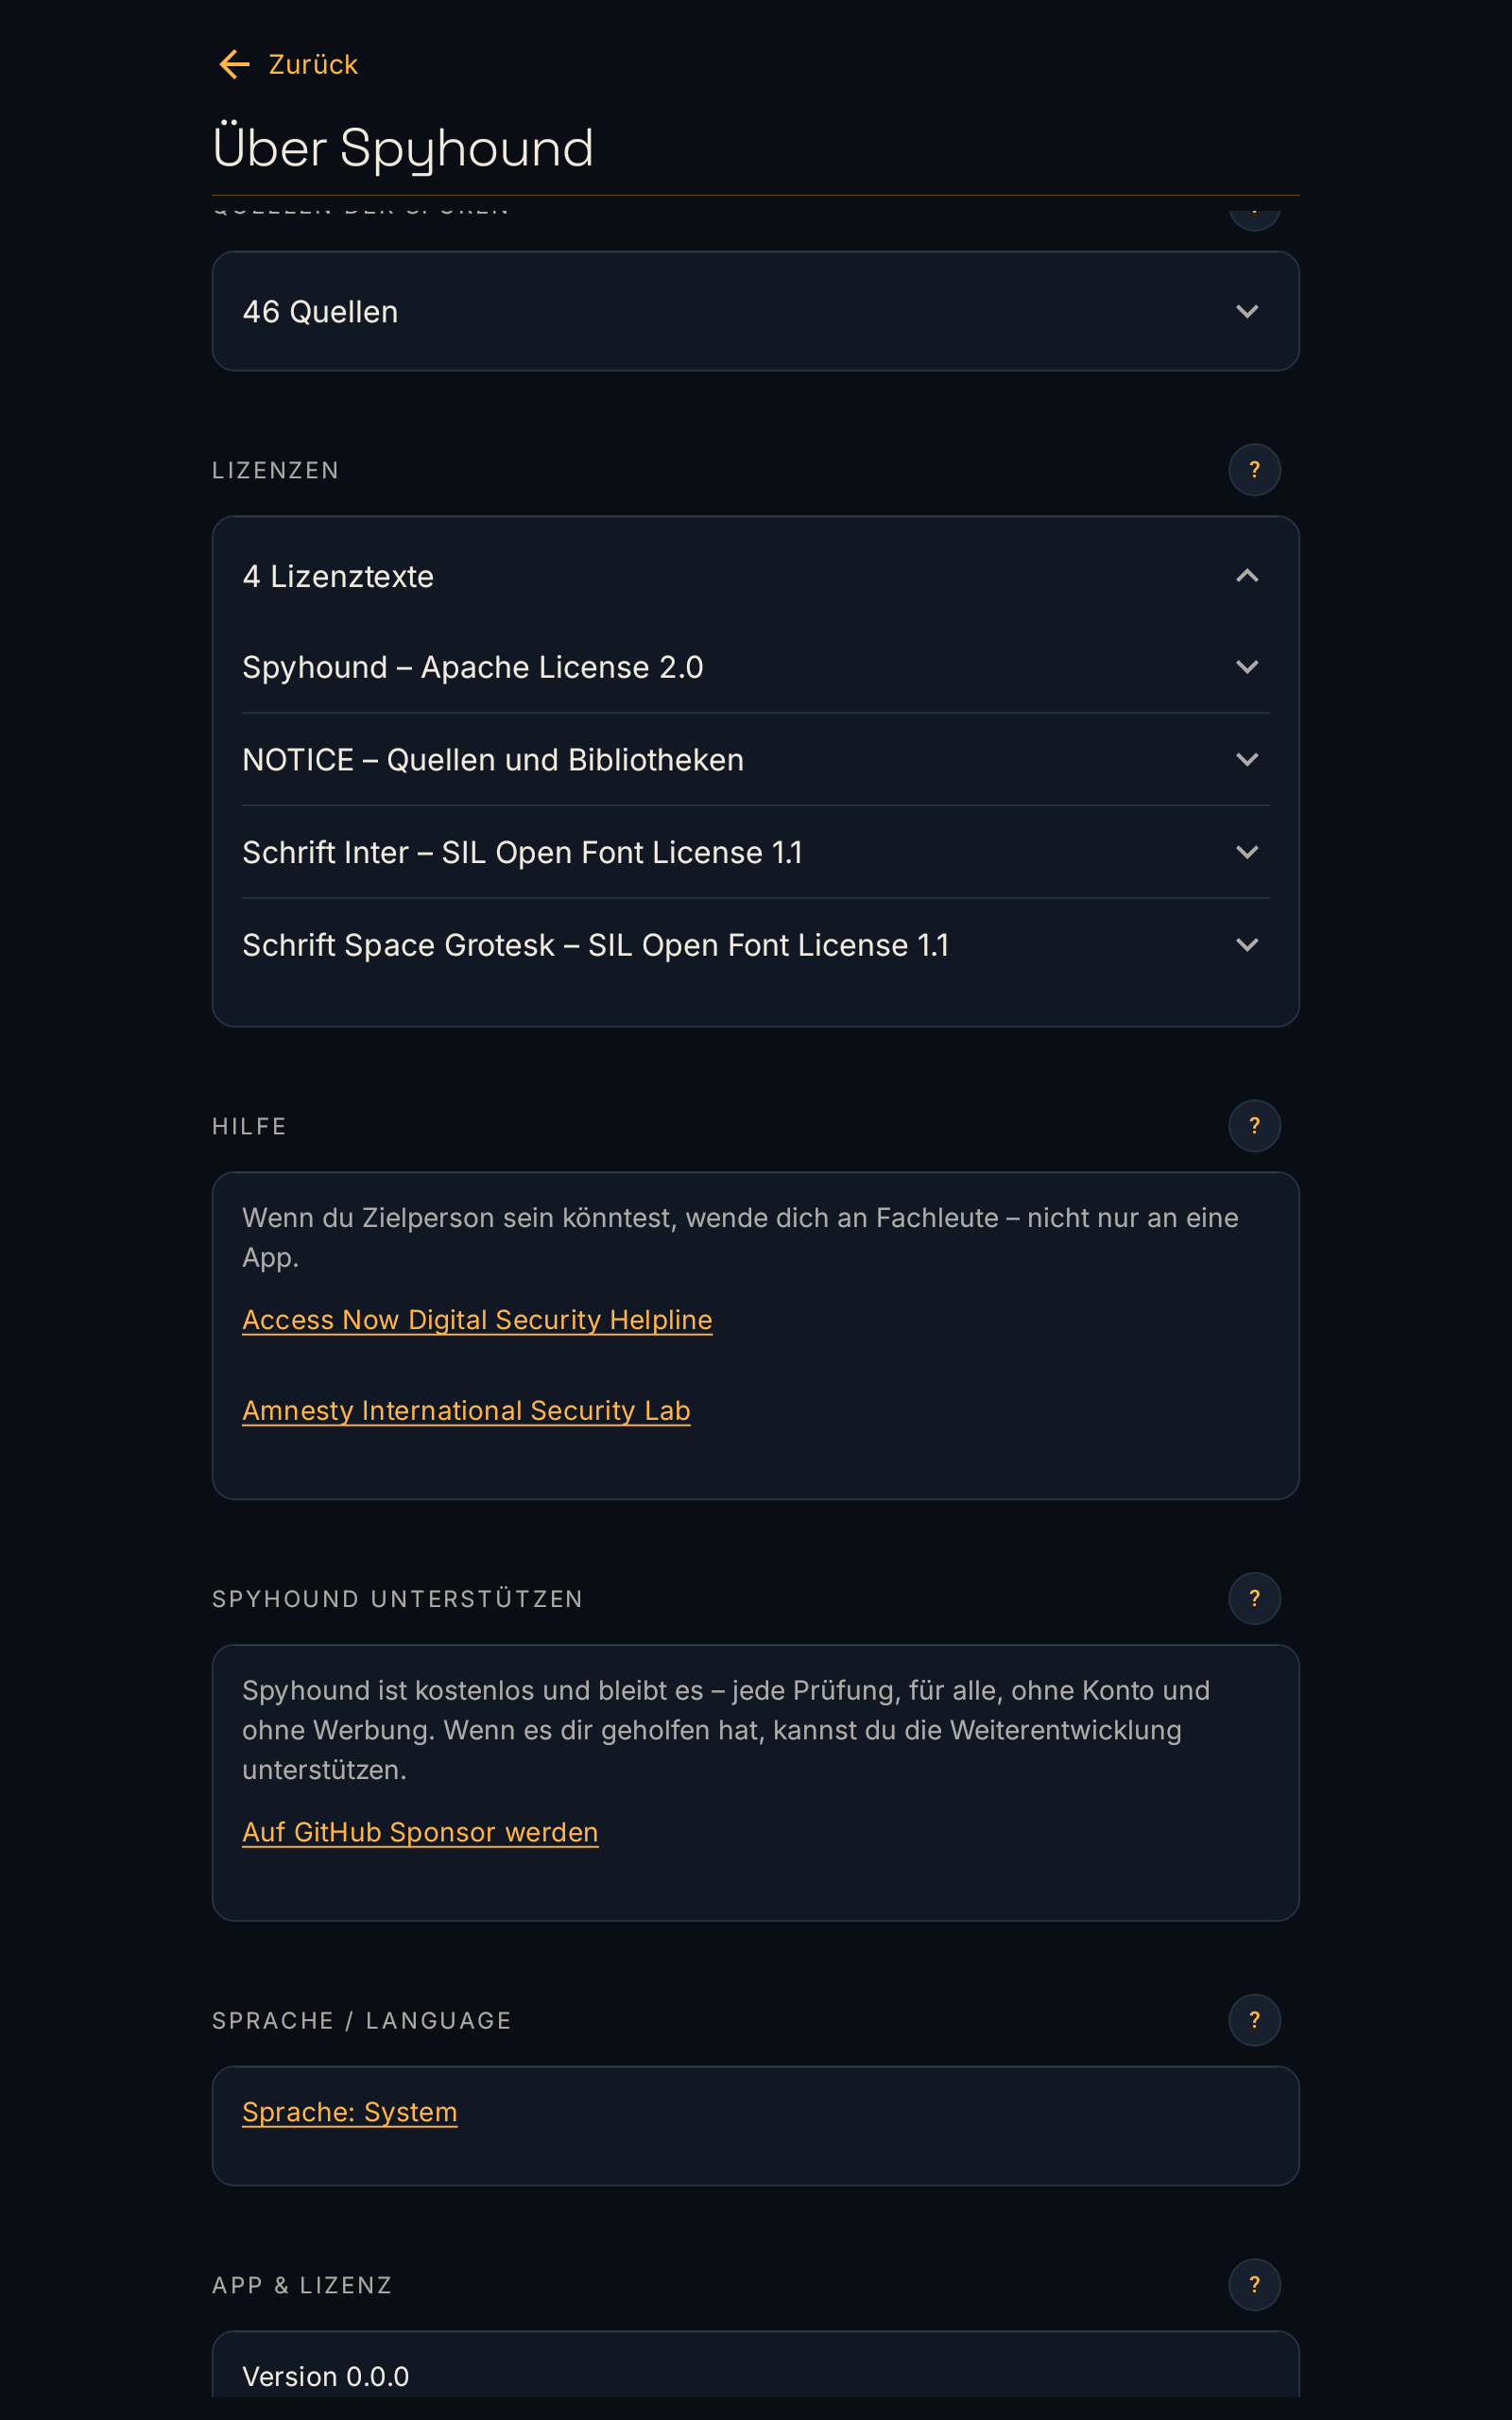 Zurück
Über Spyhound
QUELLEN DER SPUREN
46 Quellen
LIZENZEN
?
4 Lizenztexte
Spyhound – Apache License 2.0
NOTICE – Quellen und Bibliotheken
Schrift Inter – SIL Open Font License 1.1
Schrift Space Grotesk – SIL Open Font License 1.1
HILFE
?
Wenn du Zielperson sein könntest, wende dich an Fachleute – nicht nur an eine
App.
Access Now Digital Security Helpline
Amnesty International Security Lab
SPYHOUND UNTERSTÜTZEN
?
Spyhound ist kostenlos und bleibt es – jede Prüfung, für alle, ohne Konto und
ohne Werbung. Wenn es dir geholfen hat, kannst du die Weiterentwicklung
unterstützen.
Auf GitHub Sponsor werden
SPRACHE / LANGUAGE
?
Sprache: System
APP & LIZENZ
?
Version 0.0.0